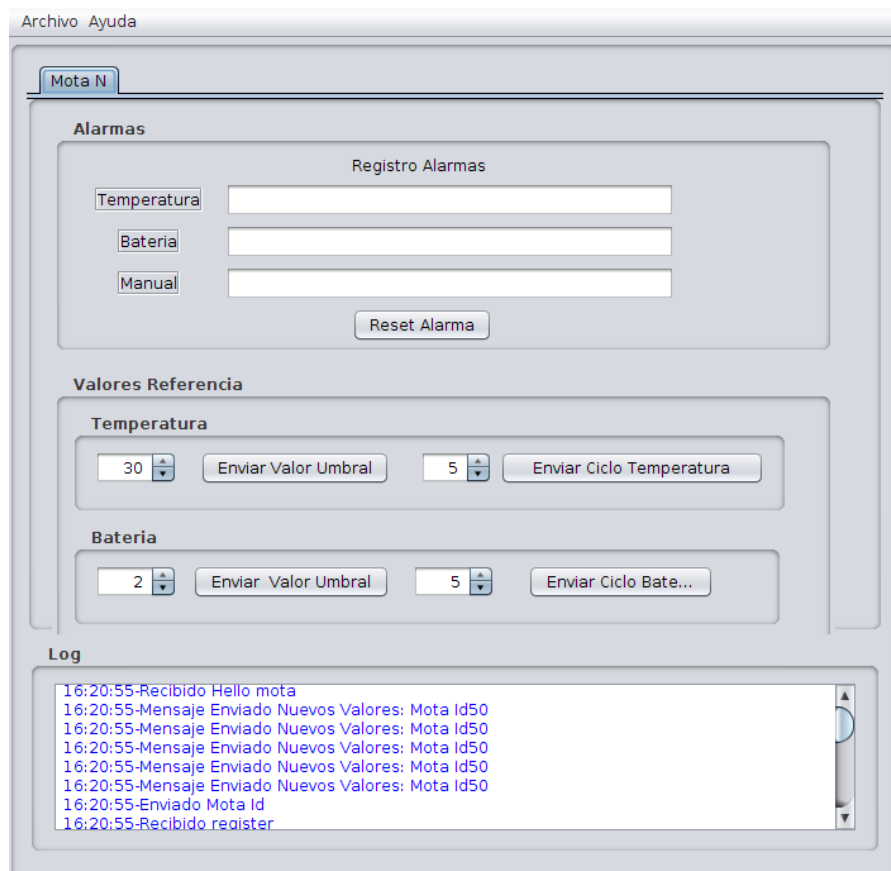 Archivo Ayuda
Mota N
Alarmas
Registro Alarmas
Temperatura
Bateria
Manual
Reset Alarma
Valores Referencia
Temperatura
30 Enviar Valor Umbral 5 Enviar Ciclo Temperatura
Bateria
2 Enviar Valor Umbral 5 Enviar Ciclo Bate...
Log
16:20:55-Recibido Hello mota
16:20:55-Mensaje Enviado Nuevos Valores: Mota Id50
16:20:55-Mensaje Enviado Nuevos Valores: Mota Id50
16:20:55-Mensaje Enviado Nuevos Valores: Mota Id50
16:20:55-Mensaje Enviado Nuevos Valores: Mota Id50
16:20:55-Mensaje Enviado Nuevos Valores: Mota Id50
16:20:55-Enviado Mota Id
16:20:55-Recibido register